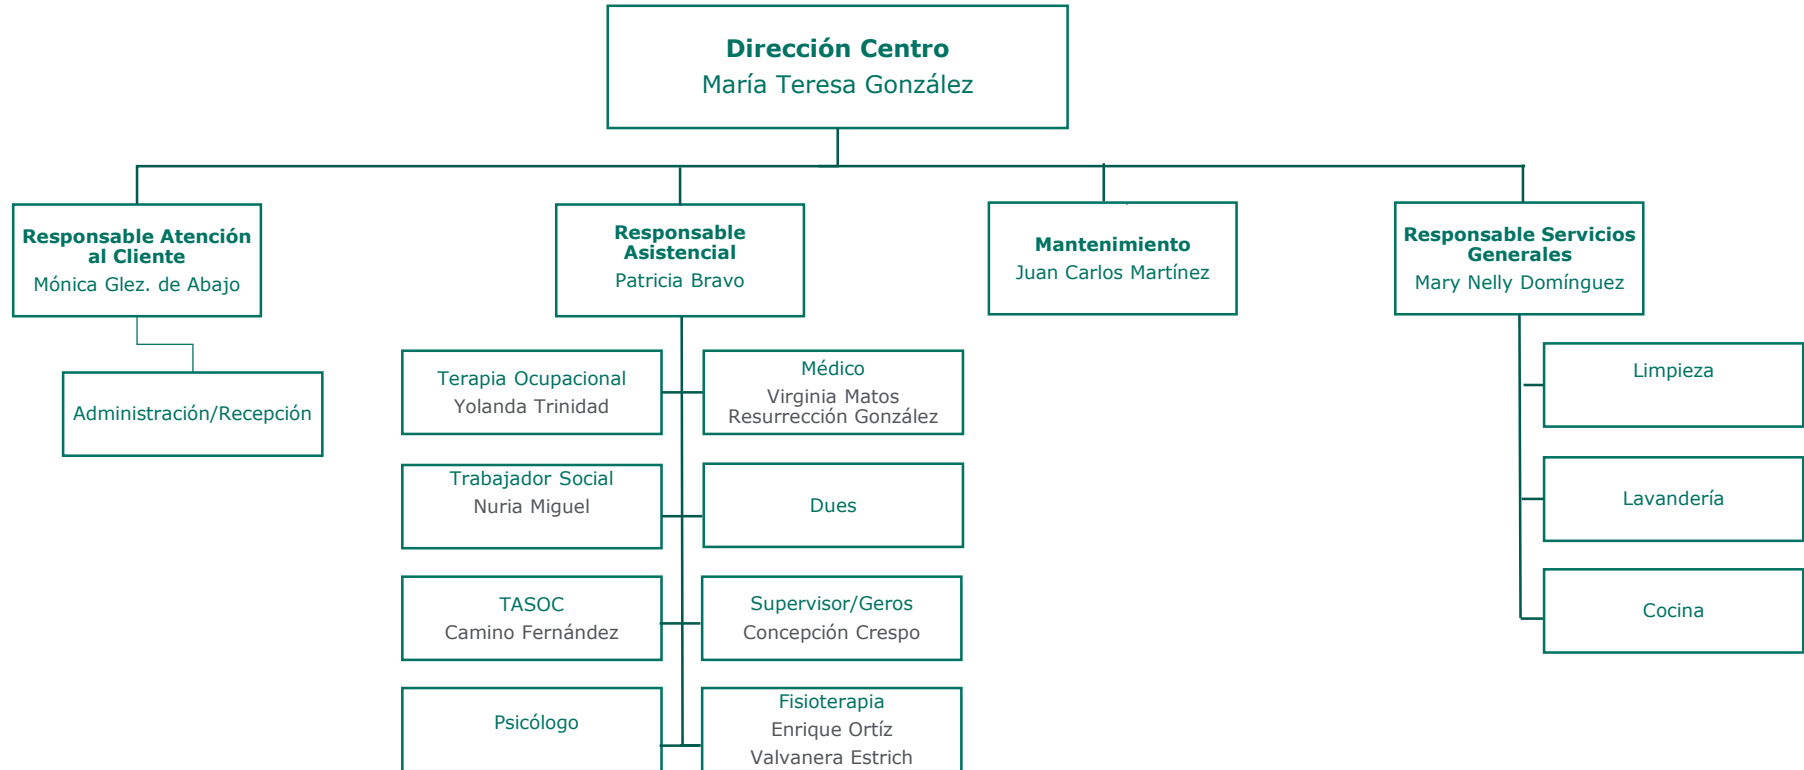 Dirección Centro
María Teresa González
Responsable Atención
al Cliente
Mónica Glez. de Abajo
Responsable
Asistencial
Patricia Bravo
Mantenimiento
Juan Carlos Martínez
Responsable Servicios
Generales
Mary Nelly Domínguez
Administración/Recepción
Terapia Ocupacional
Yolanda Trinidad
Médico
Virginia Matos
Resurrección González
Trabajador Social
Nuria Miguel
Dues
TASOC
Camino Fernández
Supervisor/Geros
Concepción Crespo
Psicólogo
Fisioterapia
Enrique Ortíz
Valvanera Estrich
Limpieza
Lavandería
Cocina